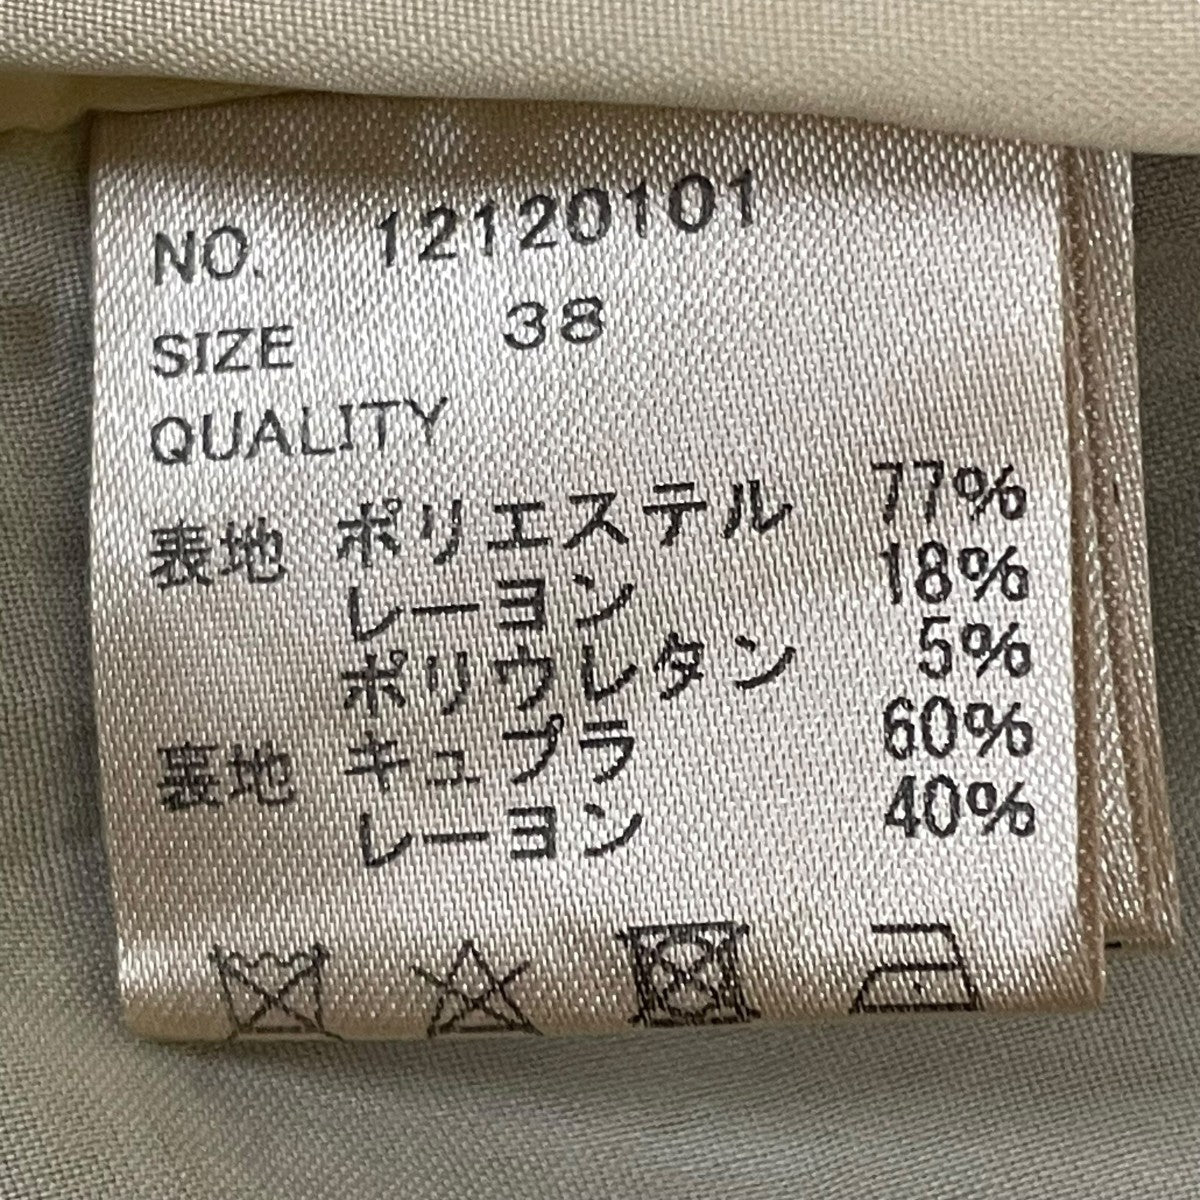 NO. 12120101
SIZE 38
QUALITY
表地 ポリエステル 77%
レーヨン 18%
ポリウレタン 5%
裏地 キュプラ 60%
レーヨン 40%